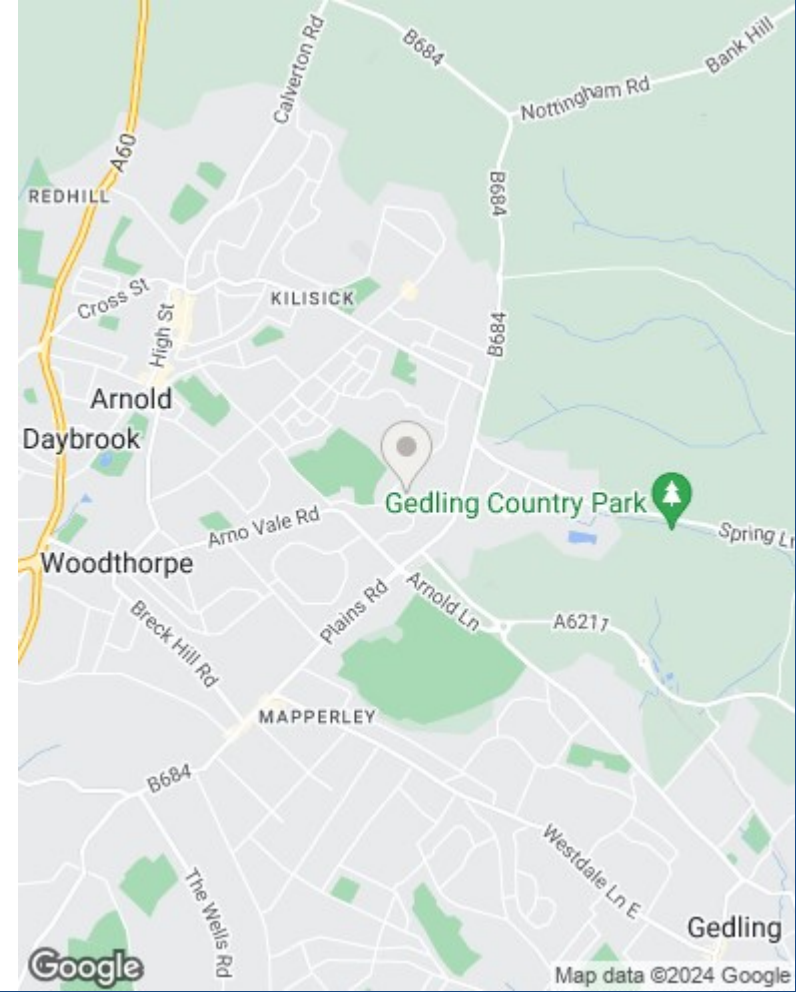 B684
Bank Hill
Calverton Rd
Nottingham Rd
A60
B684
REDHILL
Cross St
KILISICK
High St
B684
Arnold
Daybrook
Gedling Country Park
Arno Vale Rd
Spring Ln
Woodthorpe
Plains Rd
Arnold Ln
Breck Hill Rd
A6211
MAPPERLEY
B684
Westdale Ln E
The Wells Rd
Gedling
Google
Map data ©2024 Google